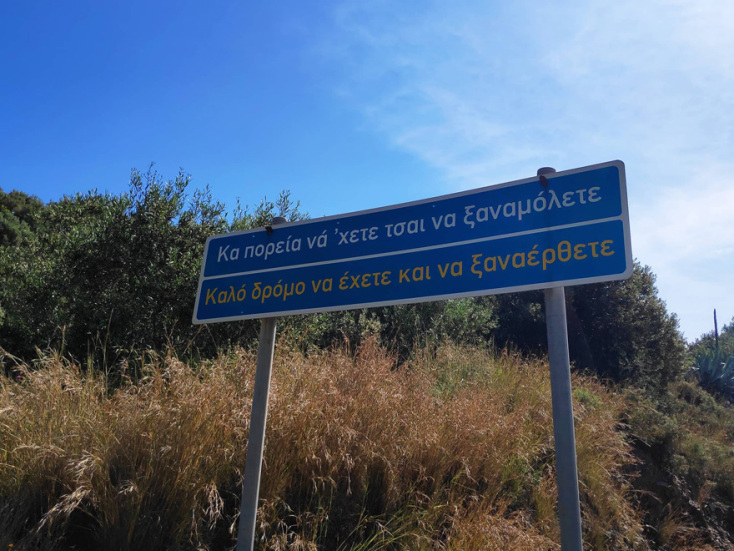 Κα πορεία νά 'χετε τσαι να ξαναμόλετε
Καλό δρόμο να έχετε και να ξαναέρθετε